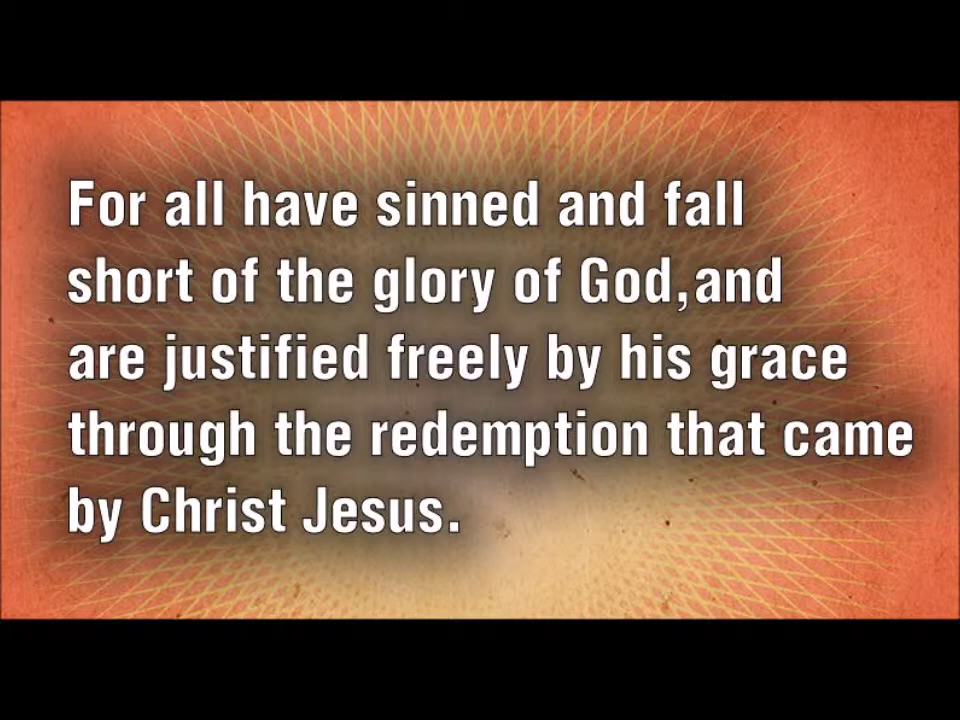 For all have sinned and fall
short of the glory of God,and
are justified freely by his grace
through the redemption that came
by Christ Jesus.